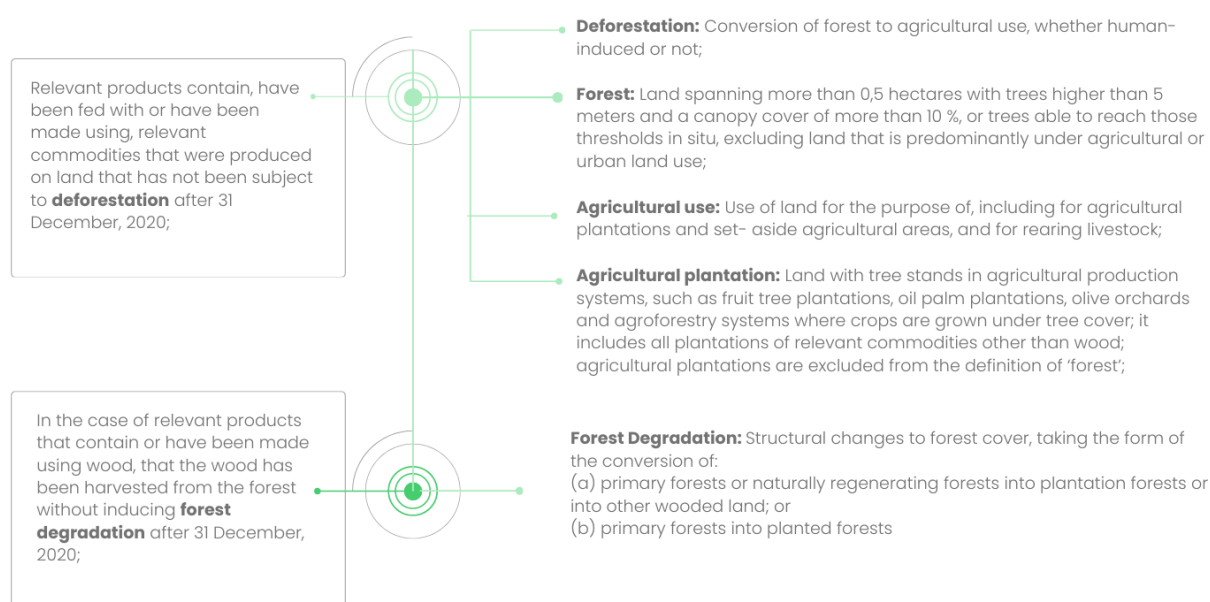 Relevant products contain, have
been fed with or have been
made using, relevant
commodities that were produced
on land that has not been subject
to deforestation after 31
December, 2020;
Deforestation: Conversion of forest to agricultural use, whether human-
induced or not;
Forest: Land spanning more than 0,5 hectares with trees higher than 5
meters and a canopy cover of more than 10 %, or trees able to reach those
thresholds in situ, excluding land that is predominantly under agricultural or
urban land use;
Agricultural use: Use of land for the purpose of, including for agricultural
plantations and set- aside agricultural areas, and for rearing livestock;
Agricultural plantation: Land with tree stands in agricultural production
systems, such as fruit tree plantations, oil palm plantations, olive orchards
and agroforestry systems where crops are grown under tree cover; it
includes all plantations of relevant commodities other than wood;
agricultural plantations are excluded from the definition of ‘forest’;
In the case of relevant products
that contain or have been made
using wood, that the wood has
been harvested from the forest
without inducing forest
degradation after 31 December,
2020;
Forest Degradation: Structural changes to forest cover, taking the form of
the conversion of:
(a) primary forests or naturally regenerating forests into plantation forests or
into other wooded land; or
(b) primary forests into planted forests